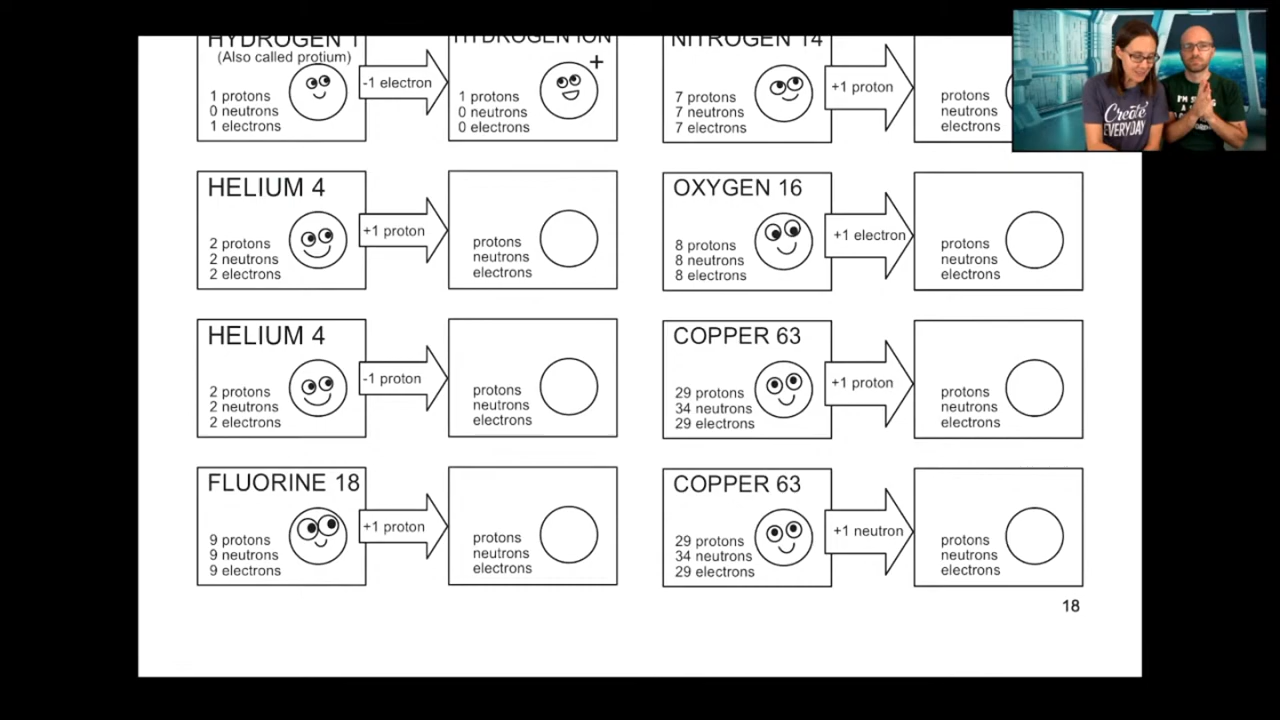 HYDROGEN 1
(Also called protium)
1 protons
0 neutrons
1 electrons
-1 electron
HYDROGEN ION
+
1 protons
0 neutrons
0 electrons
NITROGEN 14
7 protons
7 neutrons
7 electrons
+1 proton
protons
neutrons
electrons
HELIUM 4
2 protons
2 neutrons
2 electrons
+1 proton
protons
neutrons
electrons
OXYGEN 16
8 protons
8 neutrons
8 electrons
+1 electron
protons
neutrons
electrons
HELIUM 4
2 protons
2 neutrons
2 electrons
-1 proton
protons
neutrons
electrons
COPPER 63
29 protons
34 neutrons
29 electrons
+1 proton
protons
neutrons
electrons
FLUORINE 18
9 protons
9 neutrons
9 electrons
+1 proton
protons
neutrons
electrons
COPPER 63
29 protons
34 neutrons
29 electrons
+1 neutron
protons
neutrons
electrons
18
Create
EVERYDAY
I'M
A